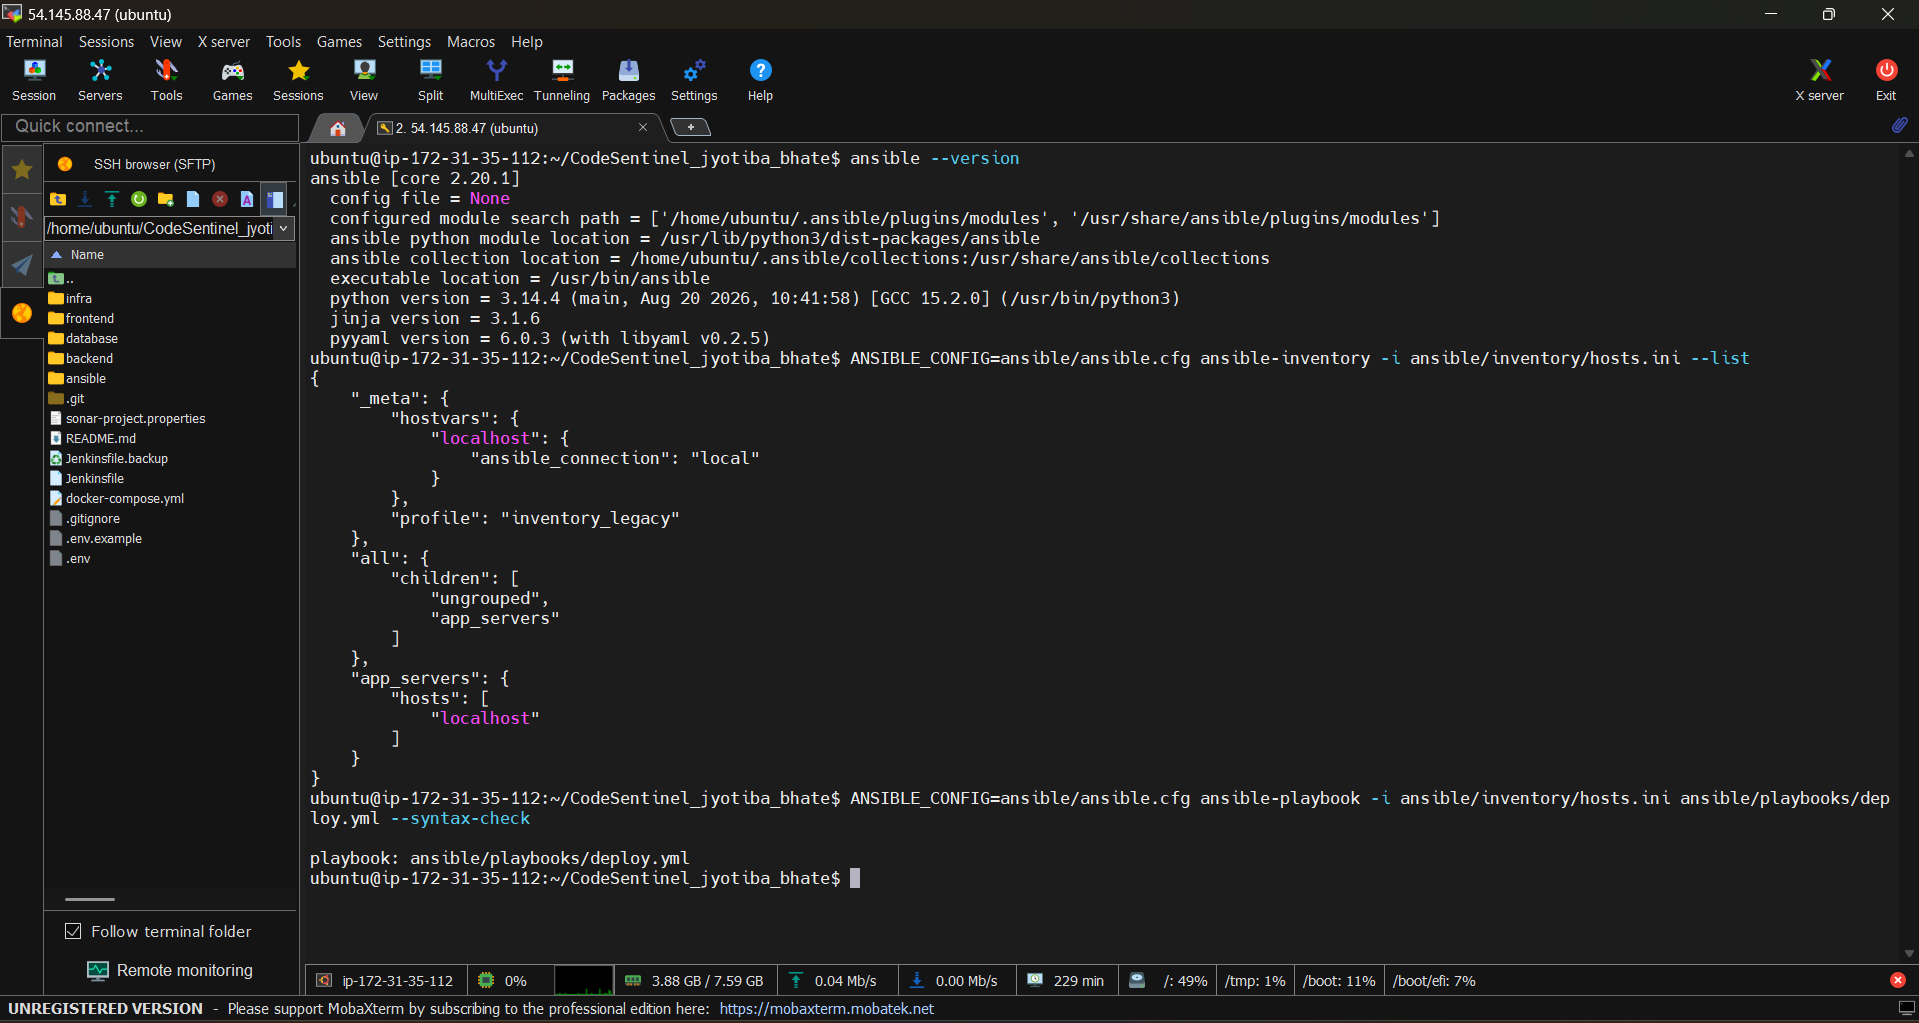 54.145.88.47 (ubuntu)
Terminal Sessions View X server Tools Games Settings Macros Help
Session Servers Tools Games Sessions View Split MultiExec Tunneling Packages Settings Help X server Exit
Quick connect...
2. 54.145.88.47 (ubuntu)
SSH browser (SFTP)
/home/ubuntu/CodeSentinel_jyoti
Name
..
infra
frontend
database
backend
ansible
.git
sonar-project.properties
README.md
Jenkinsfile.backup
Jenkinsfile
docker-compose.yml
.gitignore
.env.example
.env
Follow terminal folder
Remote monitoring
ubuntu@ip-172-31-35-112:~/CodeSentinel_jyotiba_bhate$ ansible --version
ansible [core 2.20.1]
  config file = None
  configured module search path = ['/home/ubuntu/.ansible/plugins/modules', '/usr/share/ansible/plugins/modules']
  ansible python module location = /usr/lib/python3/dist-packages/ansible
  ansible collection location = /home/ubuntu/.ansible/collections:/usr/share/ansible/collections
  executable location = /usr/bin/ansible
  python version = 3.14.4 (main, Aug 20 2026, 10:41:58) [GCC 15.2.0] (/usr/bin/python3)
  jinja version = 3.1.6
  pyyaml version = 6.0.3 (with libyaml v0.2.5)
ubuntu@ip-172-31-35-112:~/CodeSentinel_jyotiba_bhate$ ANSIBLE_CONFIG=ansible/ansible.cfg ansible-inventory -i ansible/inventory/hosts.ini --list
{
    "_meta": {
        "hostvars": {
            "localhost": {
                "ansible_connection": "local"
            }
        },
        "profile": "inventory_legacy"
    },
    "all": {
        "children": [
            "ungrouped",
            "app_servers"
        ]
    },
    "app_servers": {
        "hosts": [
            "localhost"
        ]
    }
}
ubuntu@ip-172-31-35-112:~/CodeSentinel_jyotiba_bhate$ ANSIBLE_CONFIG=ansible/ansible.cfg ansible-playbook -i ansible/inventory/hosts.ini ansible/playbooks/dep
loy.yml --syntax-check
playbook: ansible/playbooks/deploy.yml
ubuntu@ip-172-31-35-112:~/CodeSentinel_jyotiba_bhate$
ip-172-31-35-112 0% 3.88 GB / 7.59 GB 0.04 Mb/s 0.00 Mb/s 229 min /: 49% /tmp: 1% /boot: 11% /boot/efi: 7%
UNREGISTERED VERSION - Please support MobaXterm by subscribing to the professional edition here: https://mobaxterm.mobatek.net